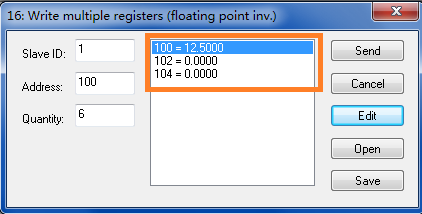 16: Write multiple registers (floating point inv.)
Slave ID: 1
Address: 100
Quantity: 6
100 = 12.5000
102 = 0.0000
104 = 0.0000
Send
Cancel
Edit
Open
Save